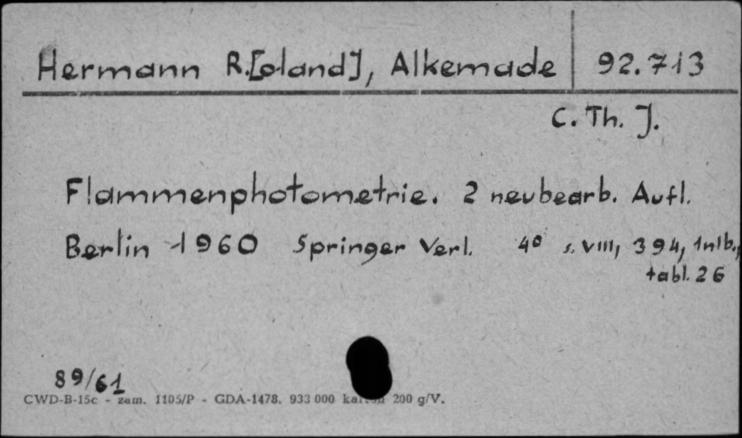 Hermann R.[oland], Alkemade 92.713
C. Th. J.
Flammenphotometrie. 2 neubearb. Aufl.
Berlin 1960 Springer Verl. 4° s. VIII, 394, 1nlb.,
tabl. 26
89/61
CWD-B-15c - zam. 1105/P - GDA-1478. 933 000 200 g/V.